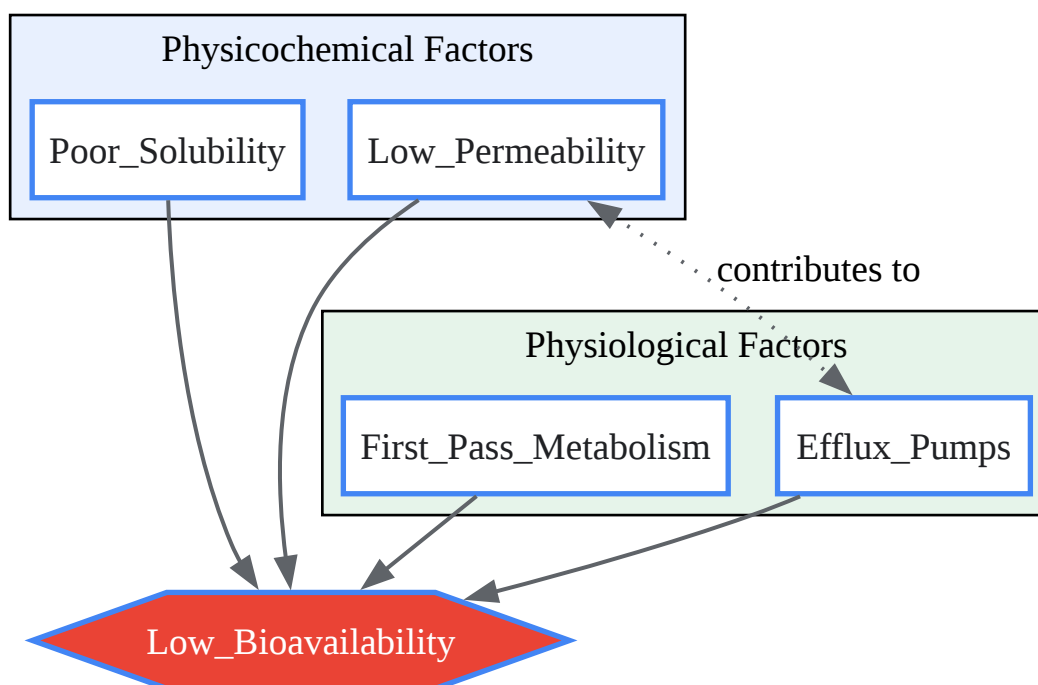 Physicochemical Factors
Poor_Solubility
Low_Permeability
contributes to
Physiological Factors
First_Pass_Metabolism
Efflux_Pumps
Low_Bioavailability